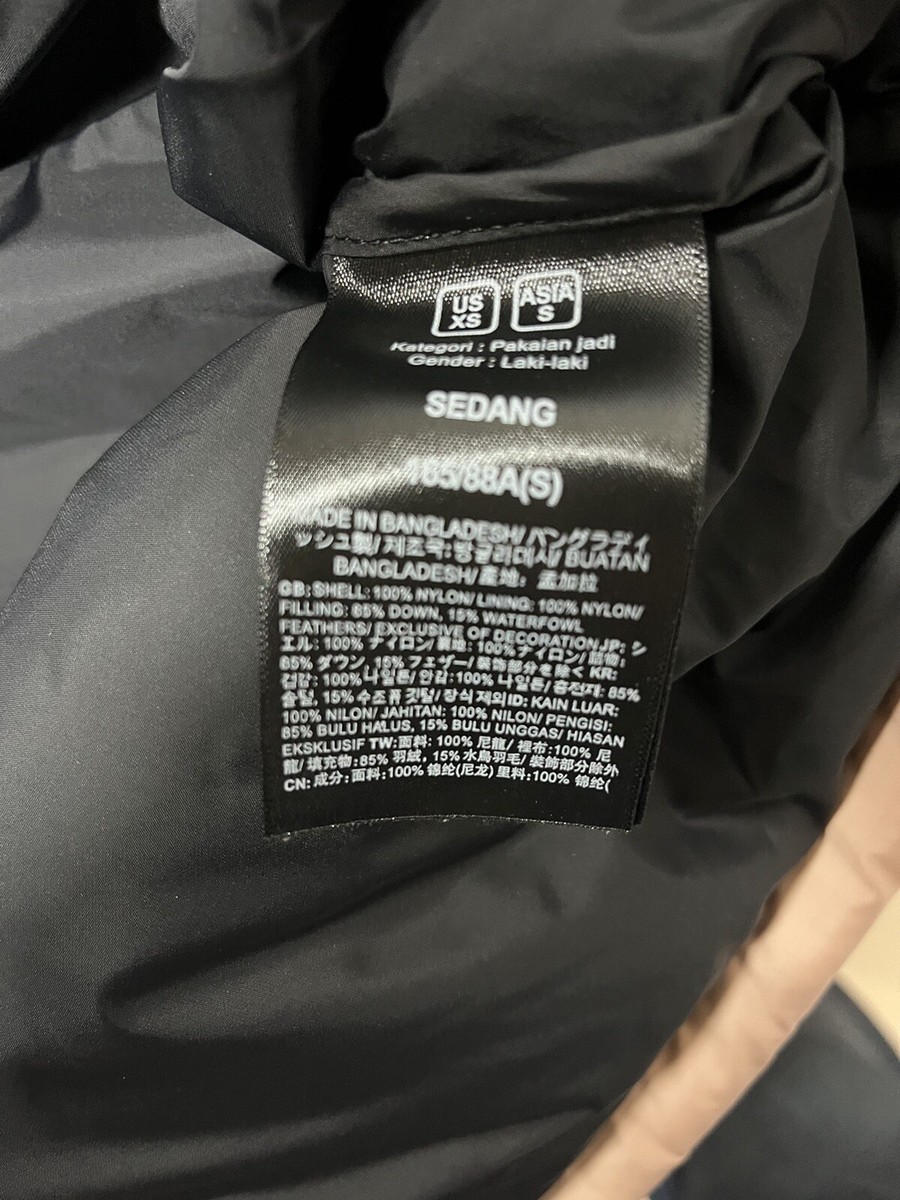 US
XS
ASIA
S
Kategori : Pakaian jadi
Gender : Laki-laki
SEDANG
165/88A(S)
MADE IN BANGLADESH/ バングラディ
ッシュ製/ 제조국: 방글라데시/ BUATAN
BANGLADESH/ 產地：孟加拉
GB: SHELL: 100% NYLON/ LINING: 100% NYLON/
FILLING: 85% DOWN, 15% WATERFOWL
FEATHERS/ EXCLUSIVE OF DECORATIONJP: シ
ェル: 100% ナイロン/ 裏地: 100% ナイロン/ 詰物:
85% ダウン, 15% フェザー/ 装飾部分を除く KR:
겉감: 100% 나일론/ 안감: 100% 나일론/ 충전재: 85%
솜털, 15% 수조류 깃털/ 장식 제외ID: KAIN LUAR:
100% NILON/ JAHITAN: 100% NILON/ PENGISI:
85% BULU HALUS, 15% BULU UNGGAS/ HIASAN
EKSKLUSIF TW: 面料: 100% 尼龍/ 裡布: 100% 尼
龍/ 填充物: 85% 羽絨, 15% 水鳥羽毛/ 裝飾部分除外
CN: 成分: 面料: 100% 锦纶(尼龙) 里料: 100% 锦纶(